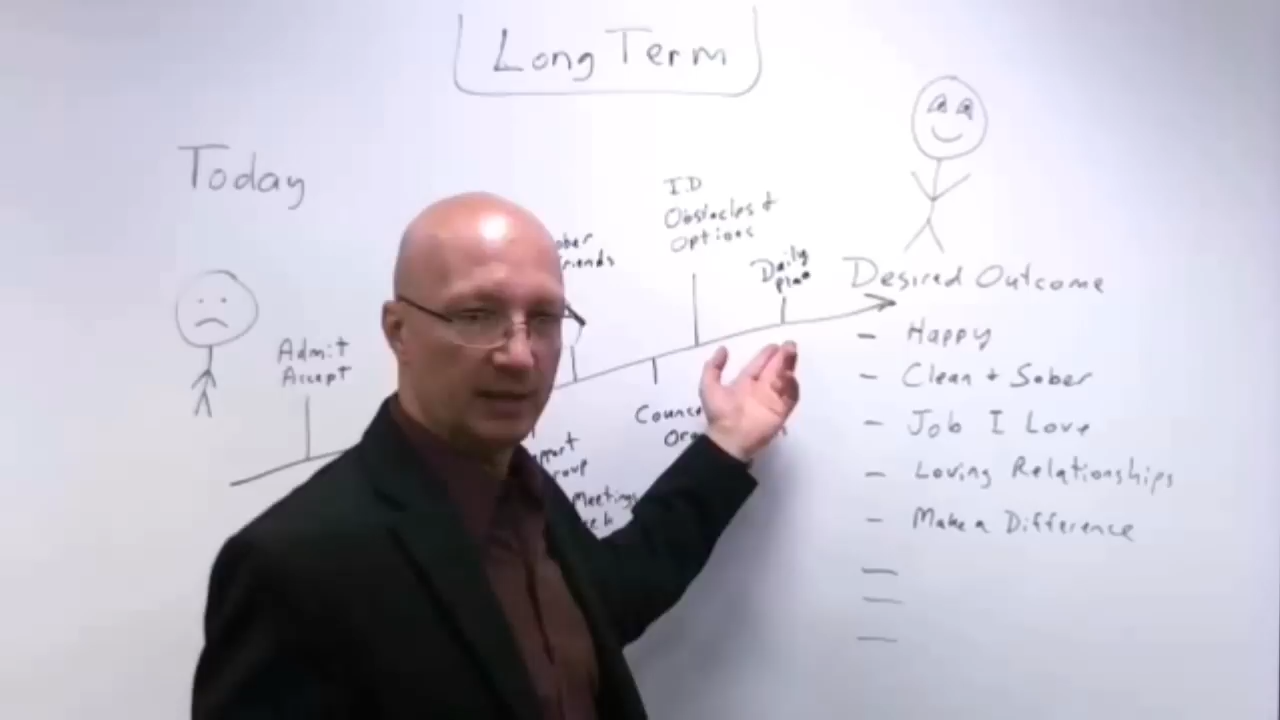 Long Term
Today
ID
Obstacles +
Options
Daily
plan
Admit
Accept
Desired Outcome
- Happy
- Clean + Sober
- Job I Love
- Loving Relationships
- Make a Difference
Meetings